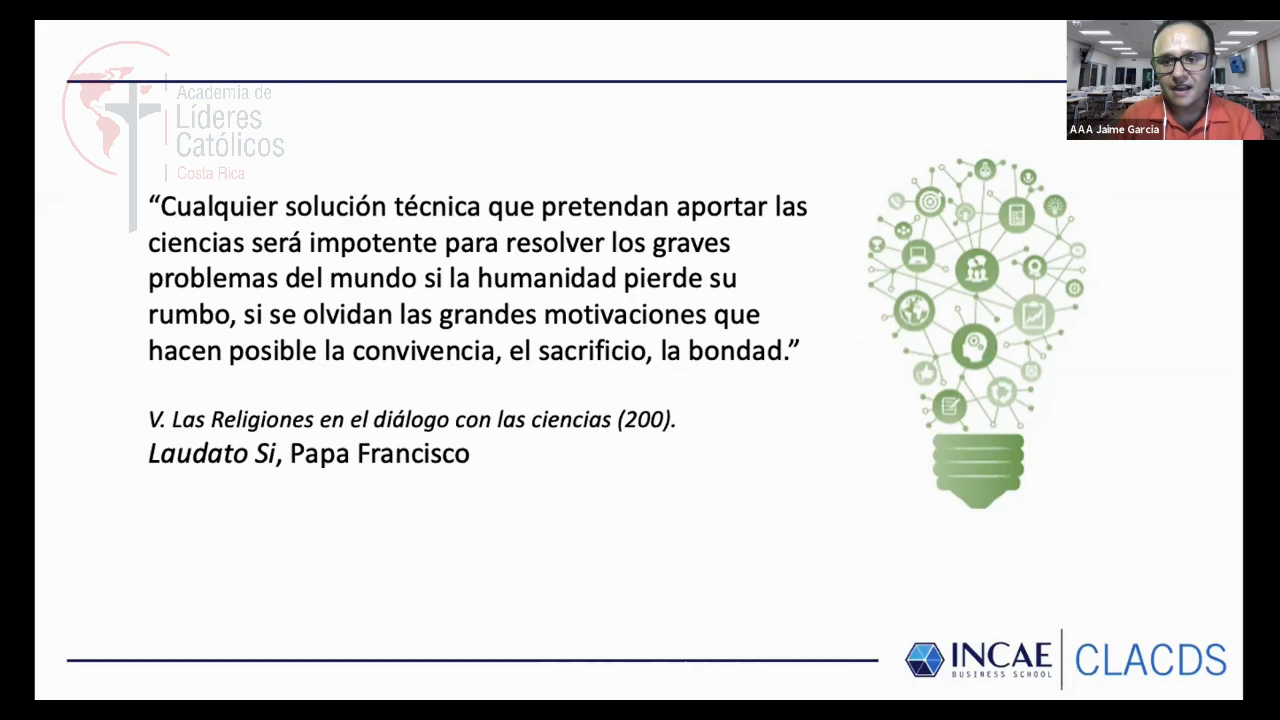 Academia de
Líderes
Católicos
Costa Rica
AAA Jaime Garcia
“Cualquier solución técnica que pretendan aportar las
ciencias será impotente para resolver los graves
problemas del mundo si la humanidad pierde su
rumbo, si se olvidan las grandes motivaciones que
hacen posible la convivencia, el sacrificio, la bondad.”
V. Las Religiones en el diálogo con las ciencias (200).
Laudato Si, Papa Francisco
INCAE
BUSINESS SCHOOL
CLACDS